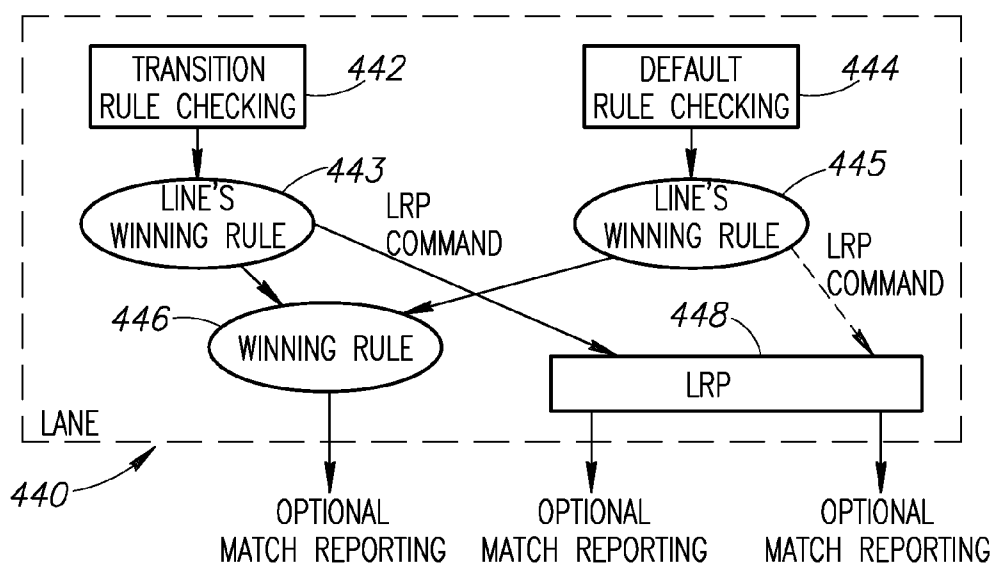 TRANSITION
RULE CHECKING
442
DEFAULT
RULE CHECKING
444
LINE'S
WINNING RULE
443
LRP
COMMAND
LINE'S
WINNING RULE
445
LRP
COMMAND
446
WINNING RULE
448
LRP
LANE
440
OPTIONAL
MATCH REPORTING
OPTIONAL
MATCH REPORTING
OPTIONAL
MATCH REPORTING